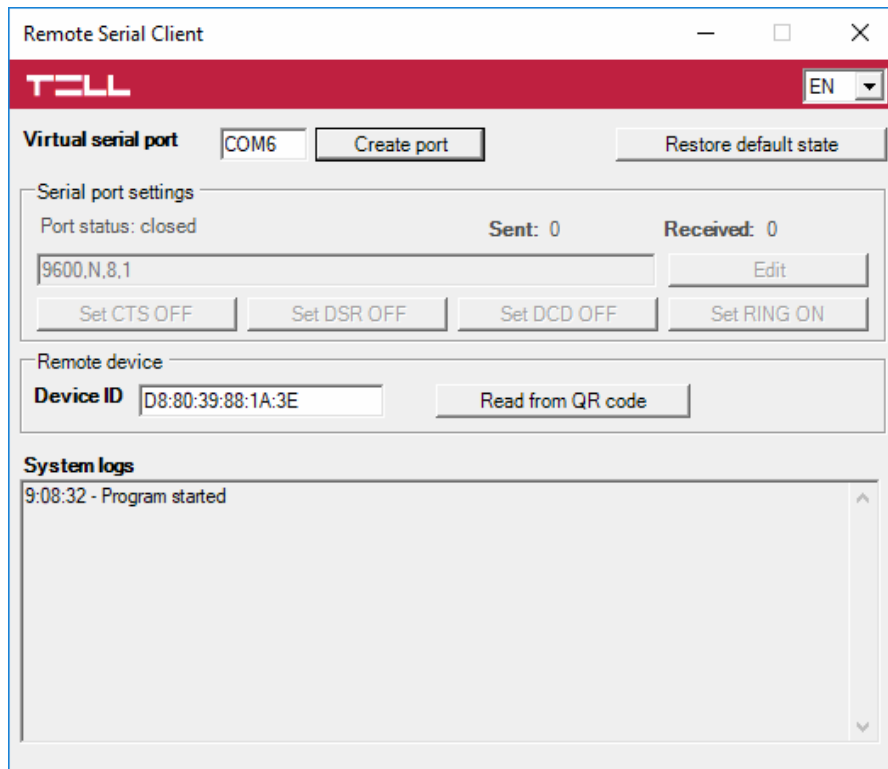 Remote Serial Client
TELL EN
Virtual serial port COM6 Create port Restore default state
Serial port settings
Port status: closed Sent: 0 Received: 0
9600,N,8,1 Edit
Set CTS OFF Set DSR OFF Set DCD OFF Set RING ON
Remote device
Device ID D8:80:39:88:1A:3E Read from QR code
System logs
9:08:32 - Program started